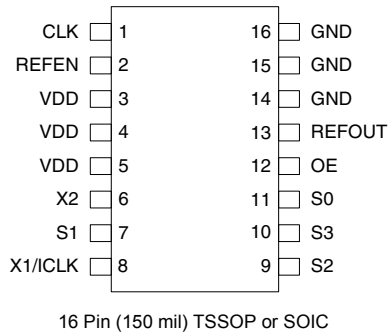 CLK 1 16 GND
REFEN 2 15 GND
VDD 3 14 GND
VDD 4 13 REFOUT
VDD 5 12 OE
X2 6 11 S0
S1 7 10 S3
X1/ICLK 8 9 S2
16 Pin (150 mil) TSSOP or SOIC